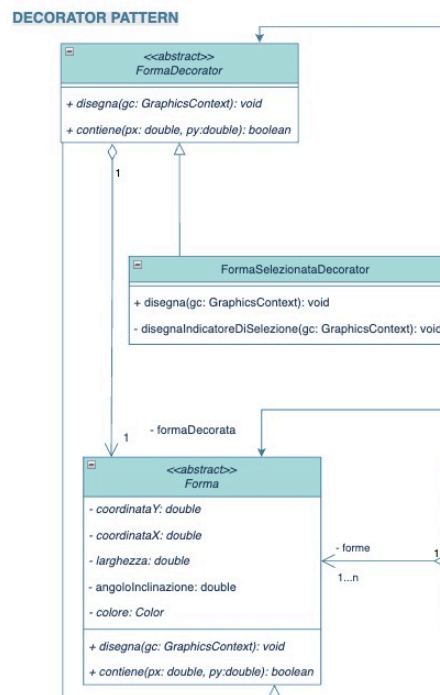 DECORATOR PATTERN
<<abstract>>
FormaDecorator
+ disegna(gc: GraphicsContext): void
+ contiene(px: double, py:double): boolean
1
FormaSelezionataDecorator
+ disegna(gc: GraphicsContext): void
- disegnaIndicatoreDiSelezione(gc: GraphicsContext): void
- formaDecorata
1
<<abstract>>
Forma
- coordinataY: double
- coordinataX: double
- larghezza: double
- angoloInclinazione: double
- colore: Color
- forme
1
1...n
+ disegna(gc: GraphicsContext): void
+ contiene(px: double, py:double): boolean